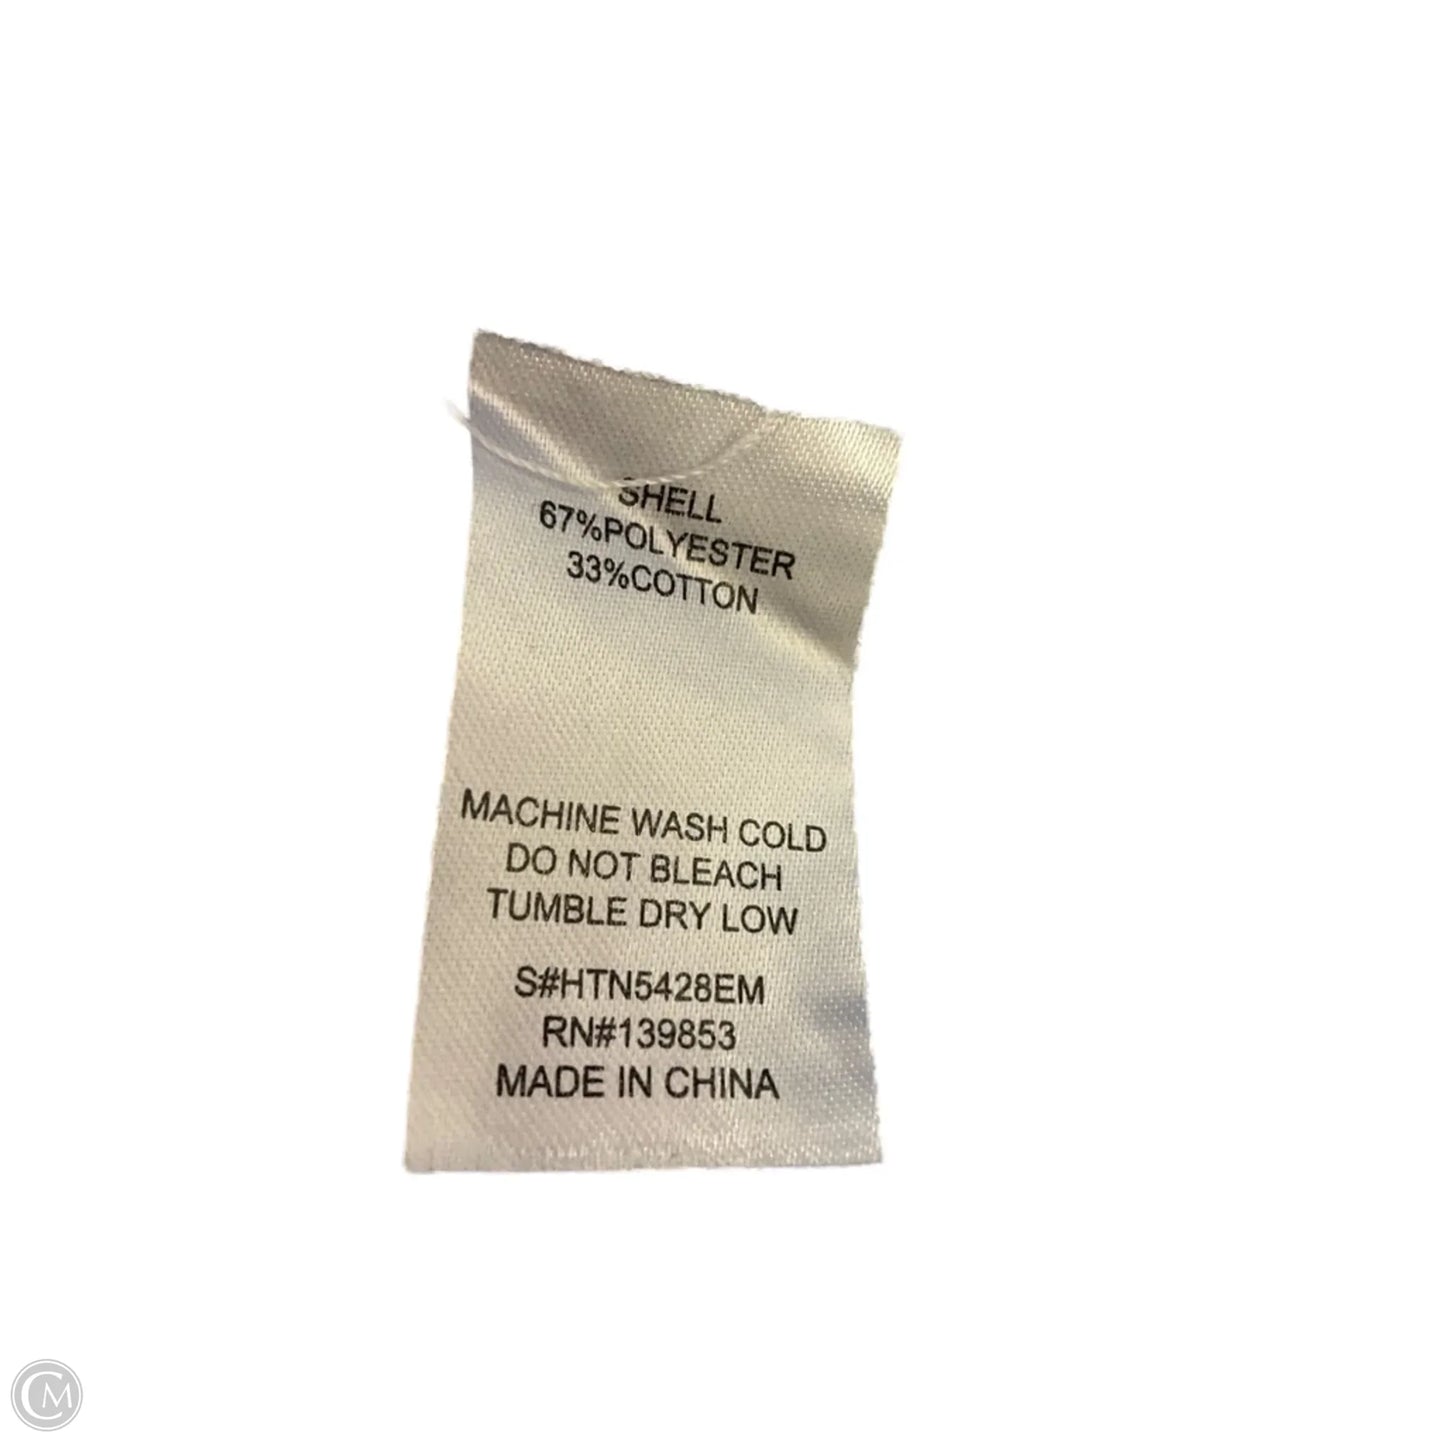 SHELL
67%POLYESTER
33%COTTON
MACHINE WASH COLD
DO NOT BLEACH
TUMBLE DRY LOW
S#HTN5428EM
RN#139853
MADE IN CHINA
CM